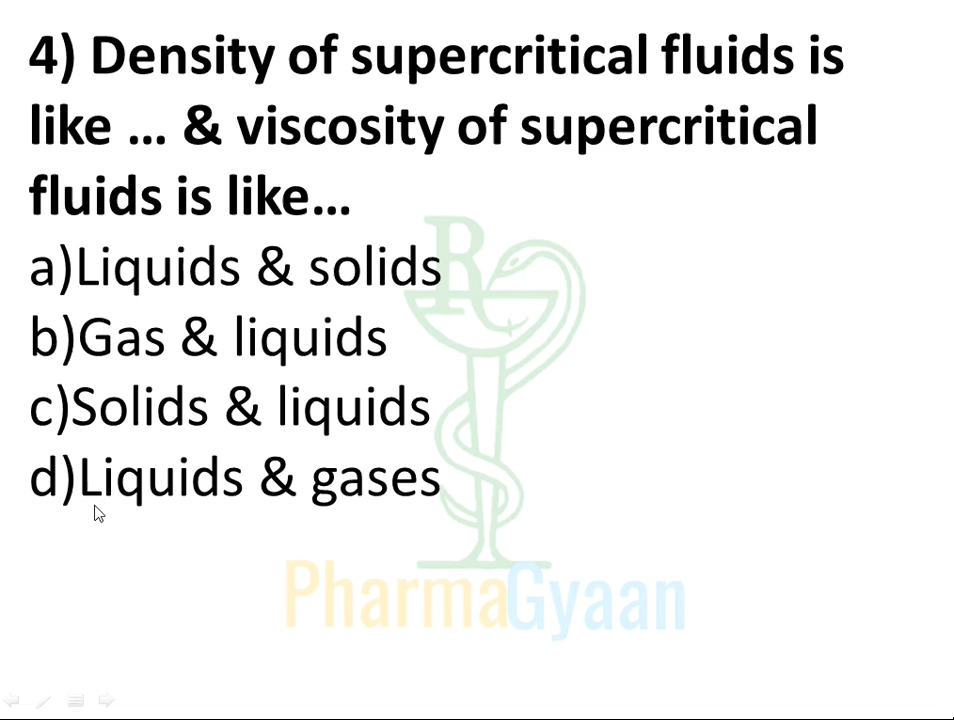 4) Density of supercritical fluids is
like … & viscosity of supercritical
fluids is like…
a)Liquids & solids
b)Gas & liquids
c)Solids & liquids
d)Liquids & gases
R
PharmaGyaan